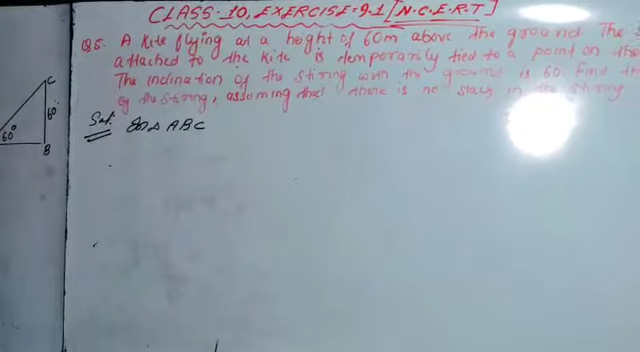 CLASS-10, EXERCISE=9.1 [N.C.E.R.T]
Q5. A Kite flying at a height of 60m above the ground. The s
attached to the kite is temporarily tied to a point on the
The inclination of the string with the ground is 60. Find th
of the string, assuming that there is no slack in the string.
Sol. In △ ABC
C
60
60°
B